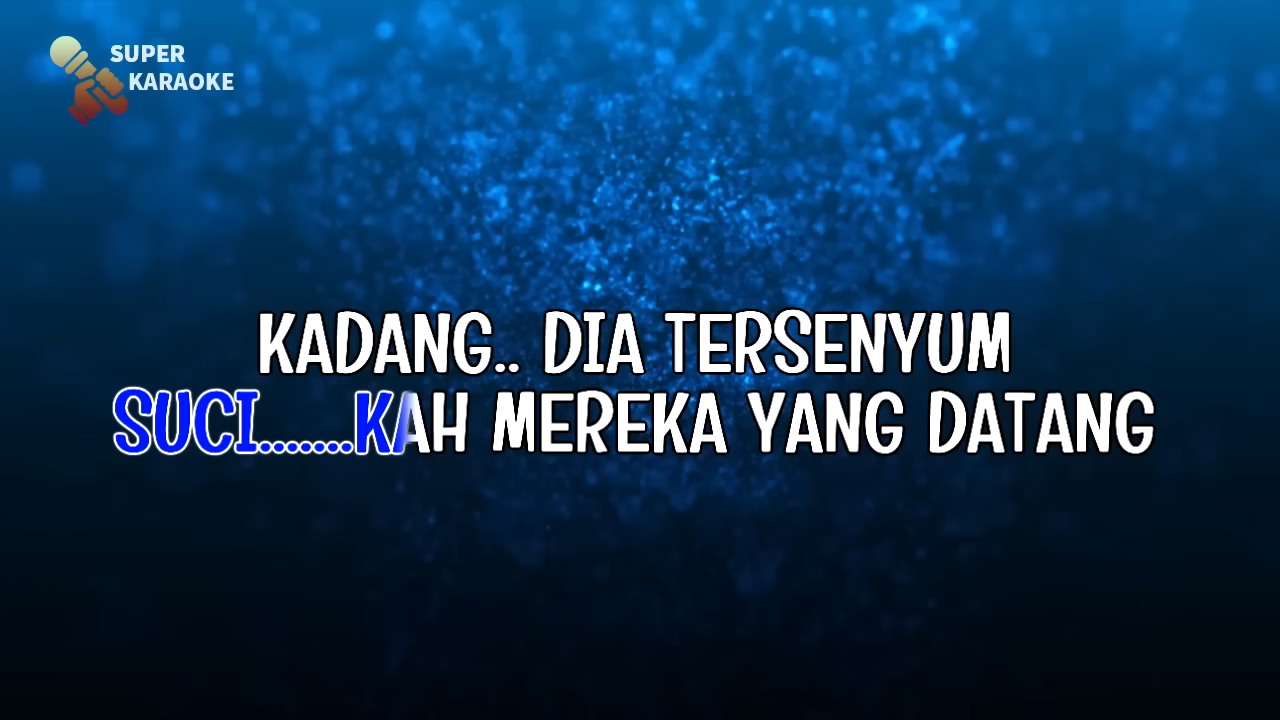 SUPER
KARAOKE
KADANG.. DIA TERSENYUM
SUCI.......KAH MEREKA YANG DATANG